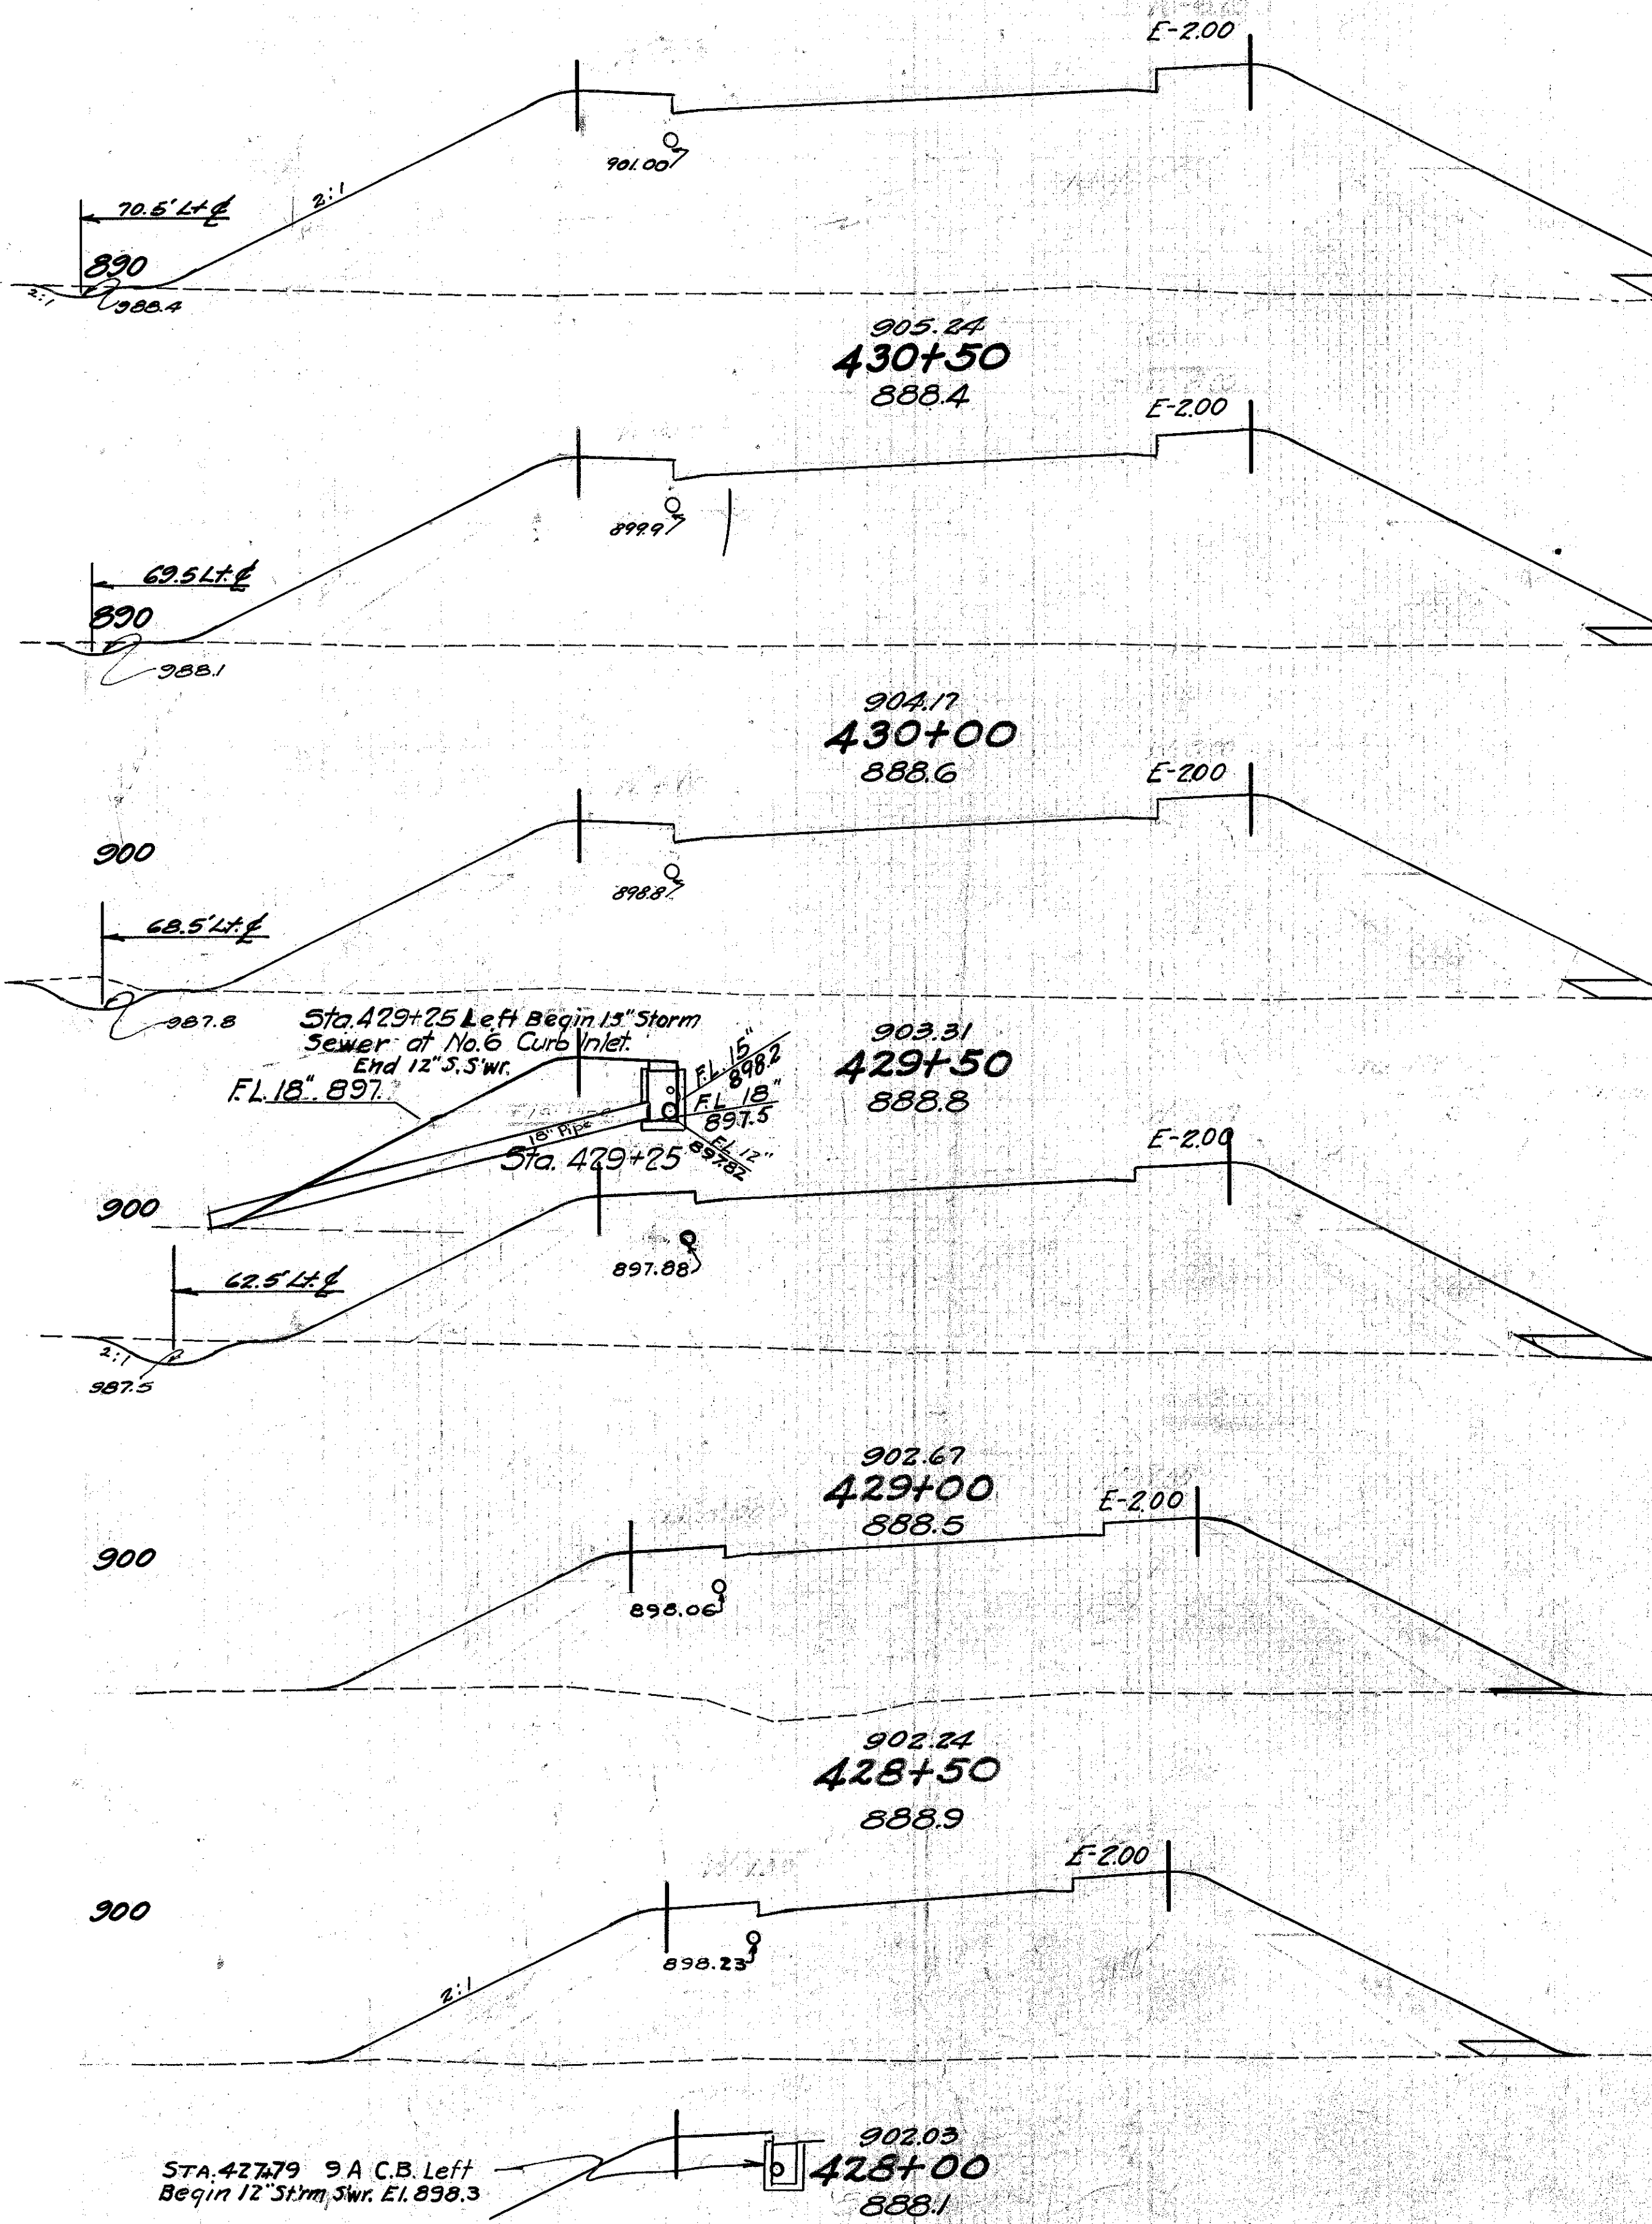 E-2.00
901.00
2:1
70.5' Lt ℄
890
2:1
988.4
905.24
430+50
888.4
E-2.00
899.9
69.5 Lt. ℄
890
988.1
904.17
430+00
888.6
E-2.00
900
898.8
68.5' Lt. ℄
987.8
Sta. 429+25 Left Begin 15" Storm
Sewer at No.6 Curb Inlet.
End 12" S.S'wr.
F.L. 18". 897.
F.L. 15"
898.2
F.L. 18"
897.5
F.L. 12"
897.82
18" Pipe
Sta. 429+25
903.31
429+50
888.8
E-2.00
900
897.88
62.5' Lt. ℄
2:1
987.5
902.67
429+00
888.5
E-2.00
900
898.06
902.24
428+50
888.9
E-2.00
900
898.23
2:1
902.03
428+00
888.1
STA. 427+79 9A C.B. Left
Begin 12" Strm Swr. El. 898.3